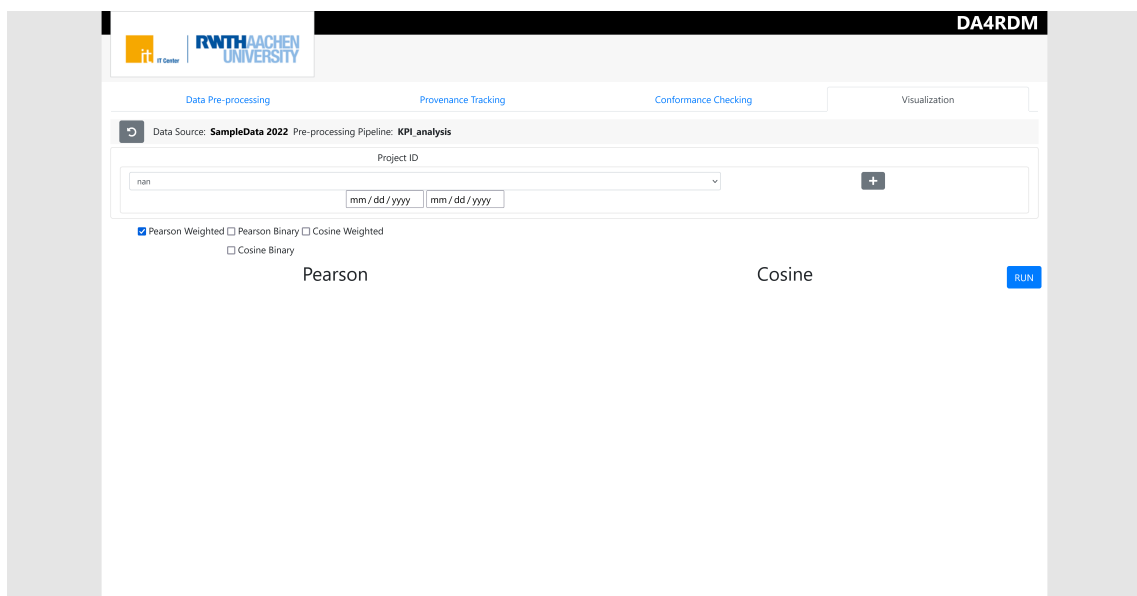 DA4RDM
it IT Center RWTHAACHEN
UNIVERSITY
Data Pre-processing Provenance Tracking Conformance Checking Visualization
Data Source: SampleData 2022 Pre-processing Pipeline: KPI_analysis
Project ID
nan
mm/dd/yyyy mm/dd/yyyy
Pearson Weighted Pearson Binary Cosine Weighted
Cosine Binary
Pearson Cosine RUN